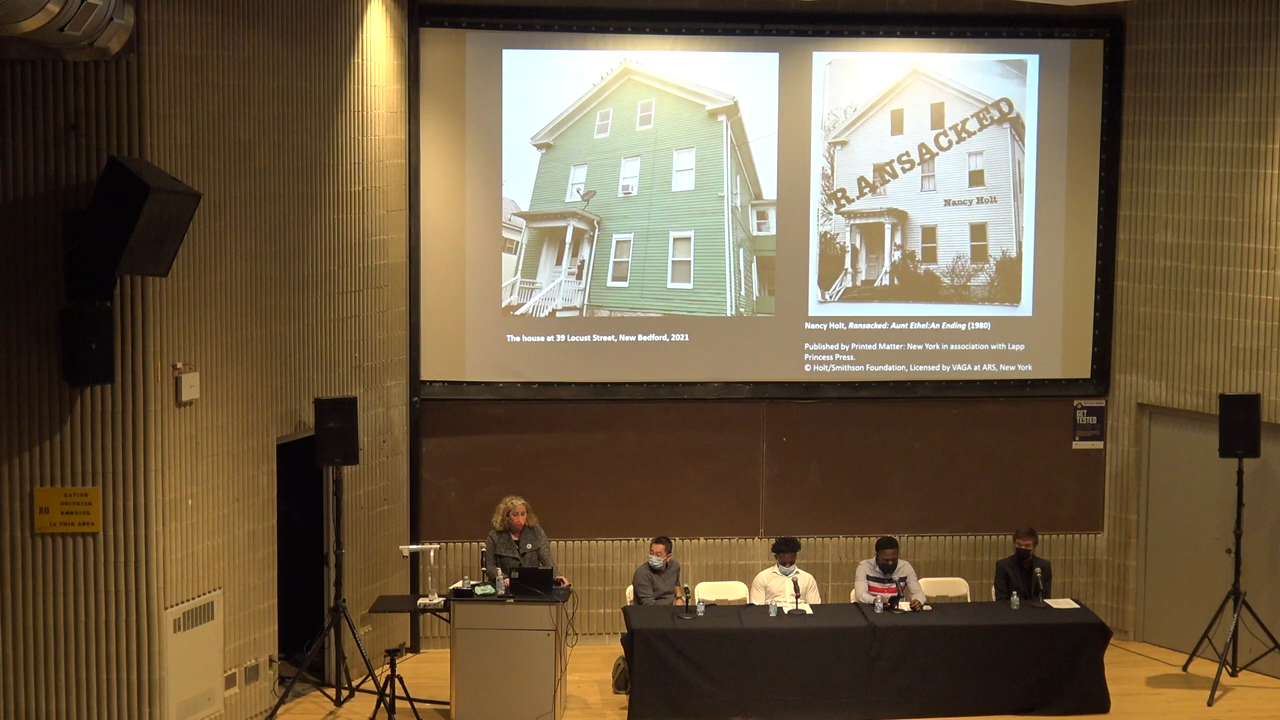 RANSACKED
Nancy Holt
The house at 39 Locust Street, New Bedford, 2021
Nancy Holt, Ransacked: Aunt Ethel:An Ending (1980)
Published by Printed Matter: New York in association with Lapp
Princess Press.
© Holt/Smithson Foundation, Licensed by VAGA at ARS, New York
GET
TESTED
NO
EATING
DRINKING
SMOKING
IN THIS AREA